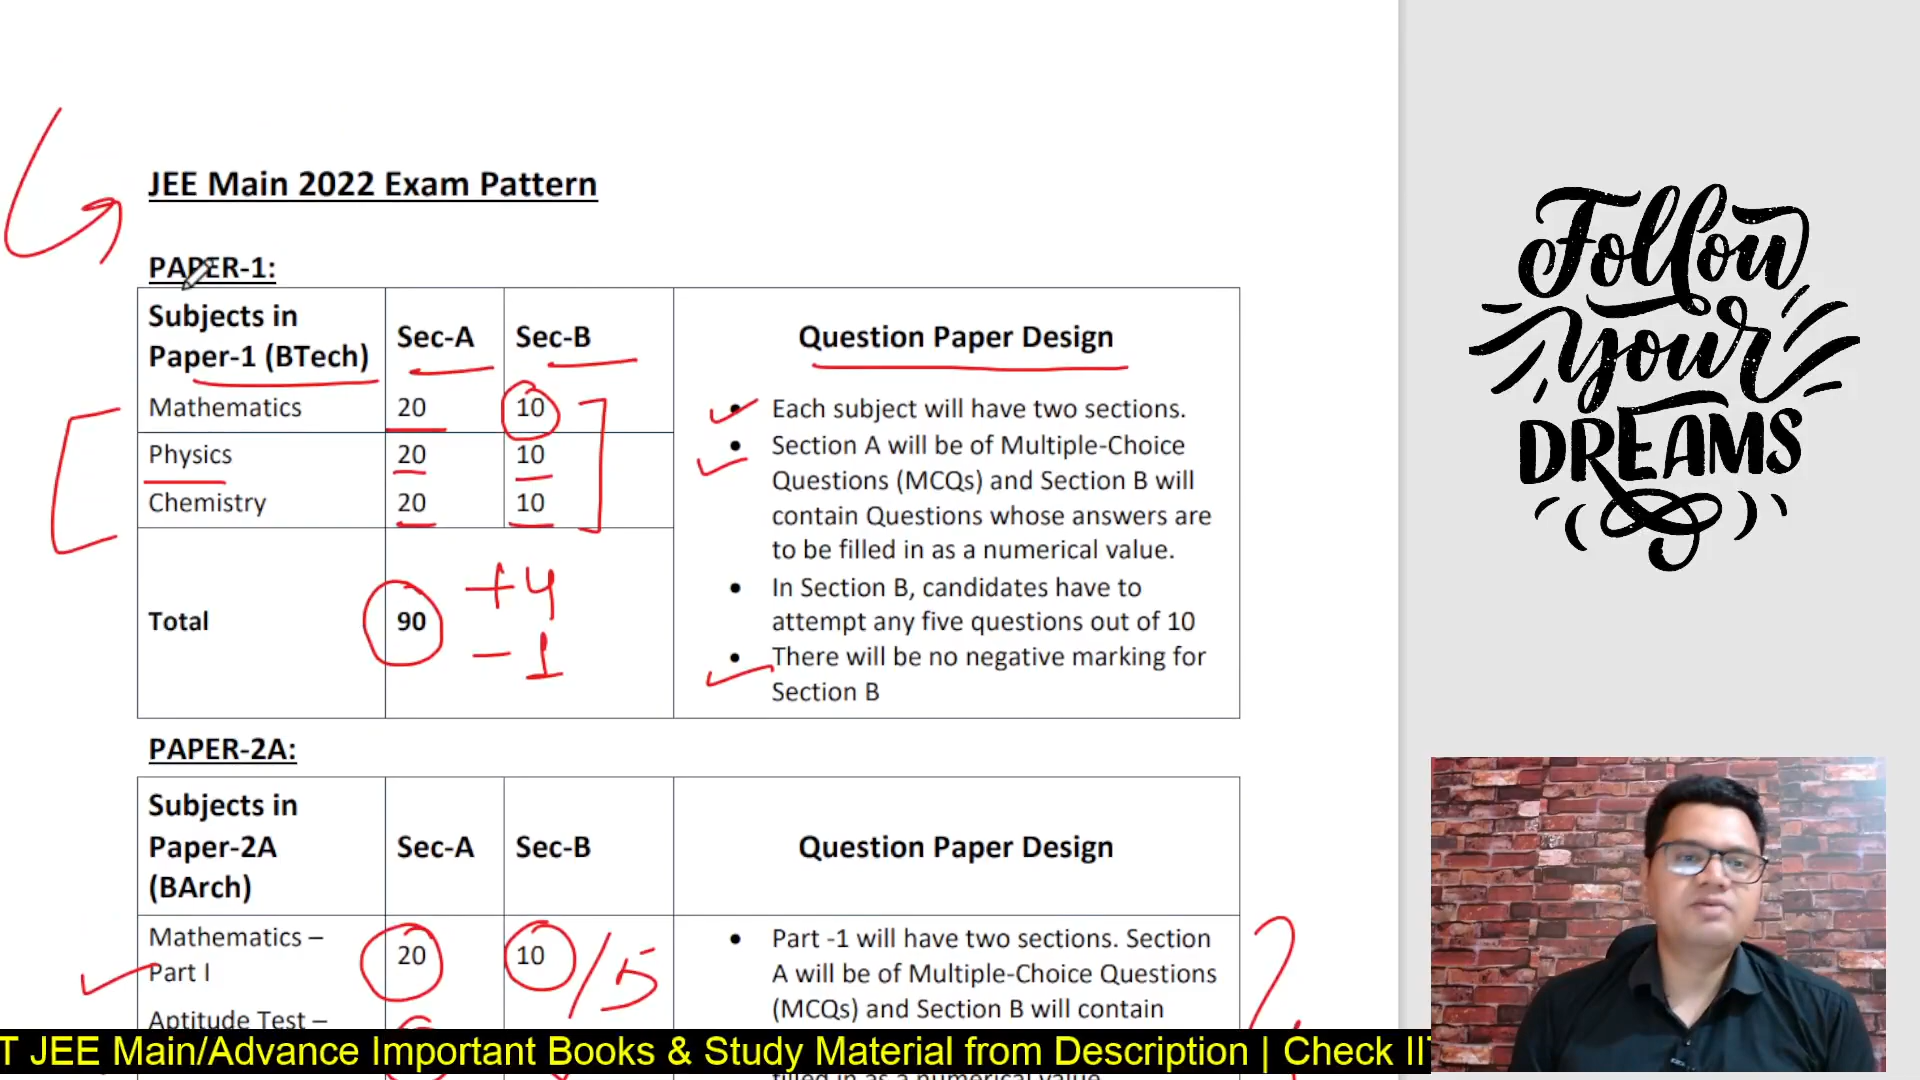 JEE Main 2022 Exam Pattern
PAPER-1:
Subjects in
Paper-1 (BTech)
Sec-A
Sec-B
Question Paper Design
Mathematics
20
10
Physics
20
10
Chemistry
20
10
Total
90
+4
-1
• Each subject will have two sections.
• Section A will be of Multiple-Choice
Questions (MCQs) and Section B will
contain Questions whose answers are
to be filled in as a numerical value.
• In Section B, candidates have to
attempt any five questions out of 10
• There will be no negative marking for
Section B
PAPER-2A:
Subjects in
Paper-2A
(BArch)
Sec-A
Sec-B
Question Paper Design
Mathematics –
Part I
20
10
/5
Aptitude Test –
• Part -1 will have two sections. Section
A will be of Multiple-Choice Questions
(MCQs) and Section B will contain
filled in as a numerical value
Follow
Your
DREAMS
T JEE Main/Advance Important Books & Study Material from Description | Check II